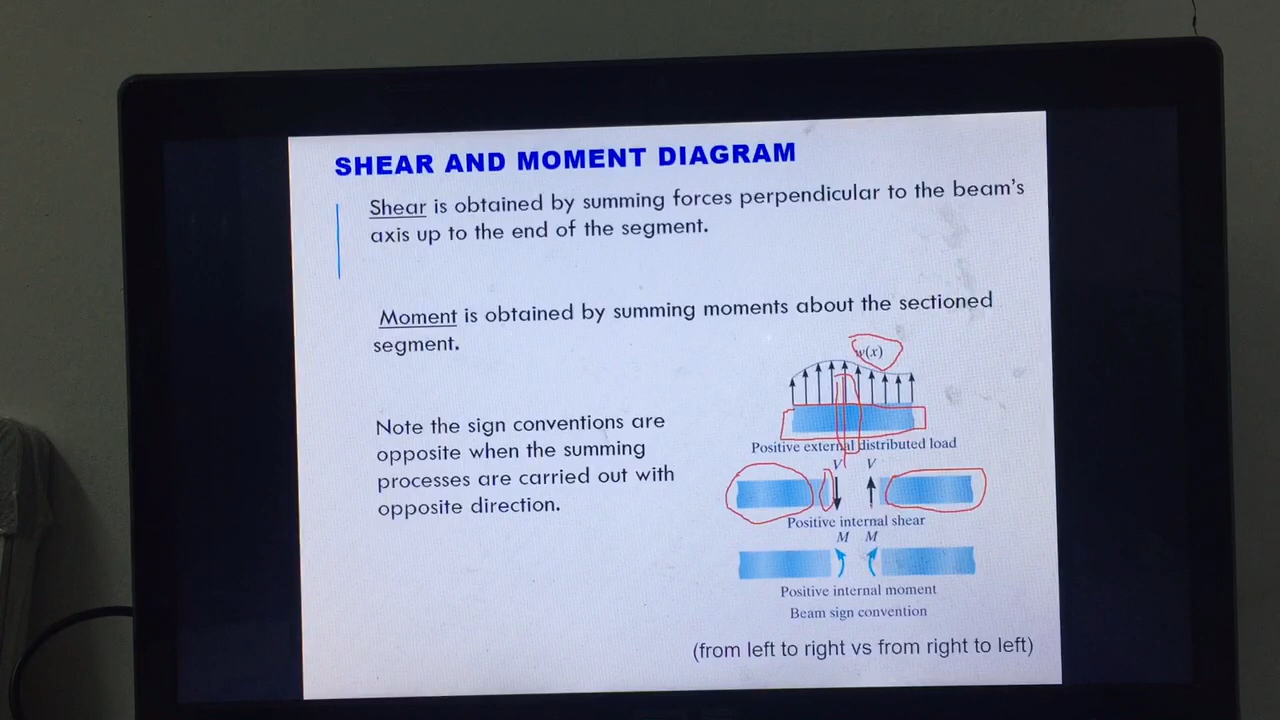 SHEAR AND MOMENT DIAGRAM
Shear is obtained by summing forces perpendicular to the beam's
axis up to the end of the segment.
Moment is obtained by summing moments about the sectioned
segment.
w(x)
Note the sign conventions are
opposite when the summing
processes are carried out with
opposite direction.
Positive external distributed load
V V
Positive internal shear
M M
Positive internal moment
Beam sign convention
(from left to right vs from right to left)